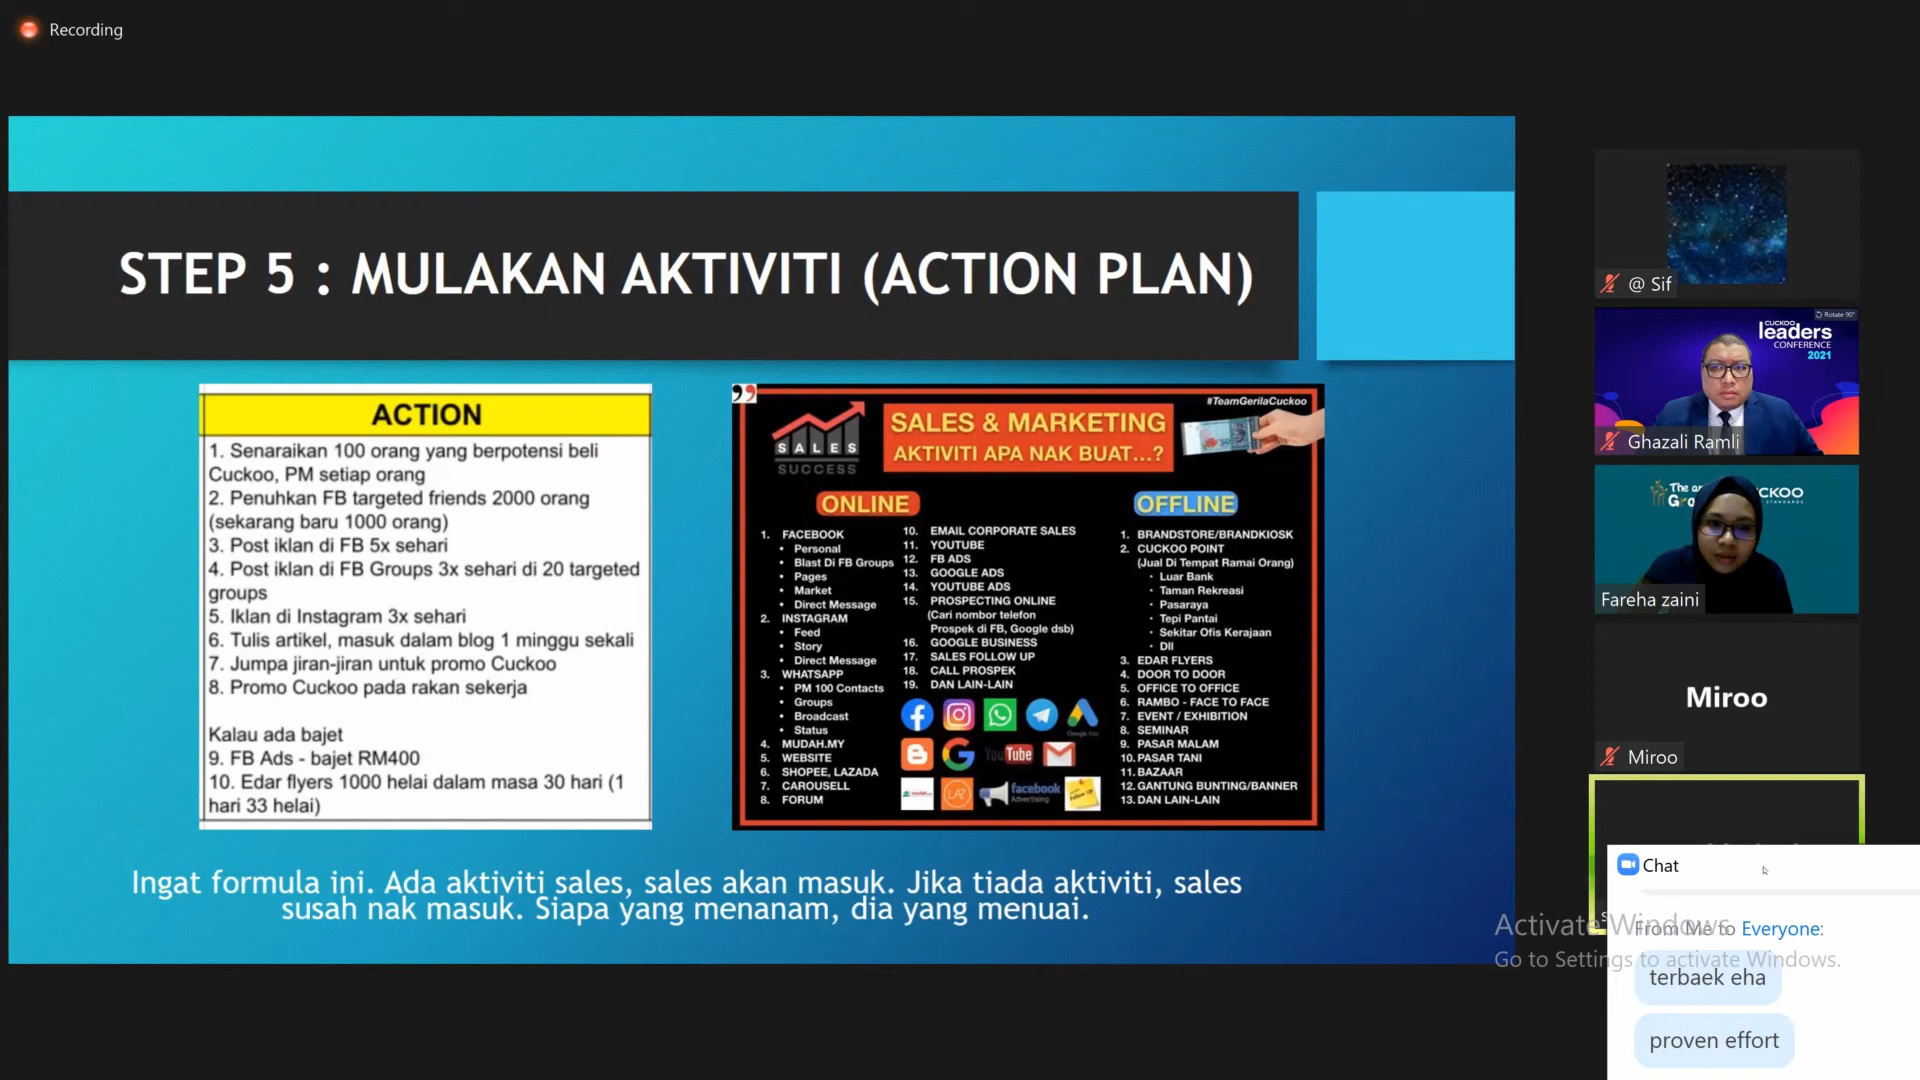 Recording
STEP 5 : MULAKAN AKTIVITI (ACTION PLAN)
ACTION
1. Senaraikan 100 orang yang berpotensi beli
Cuckoo, PM setiap orang
2. Penuhkan FB targeted friends 2000 orang
(sekarang baru 1000 orang)
3. Post iklan di FB 5x sehari
4. Post iklan di FB Groups 3x sehari di 20 targeted
groups
5. Iklan di Instagram 3x sehari
6. Tulis artikel, masuk dalam blog 1 minggu sekali
7. Jumpa jiran-jiran untuk promo Cuckoo
8. Promo Cuckoo pada rakan sekerja
Kalau ada bajet
9. FB Ads - bajet RM400
10. Edar flyers 1000 helai dalam masa 30 hari (1
hari 33 helai)
#TeamGerilaCuckoo
SALES
SUCCESS
SALES & MARKETING
AKTIVITI APA NAK BUAT...?
ONLINE
1. FACEBOOK
• Personal
• Blast Di FB Groups
• Pages
• Market
• Direct Message
2. INSTAGRAM
• Feed
• Story
• Direct Message
3. WHATSAPP
• PM 100 Contacts
• Groups
• Broadcast
• Status
4. MUDAH.MY
5. WEBSITE
6. SHOPEE, LAZADA
7. CAROUSELL
8. FORUM
10. EMAIL CORPORATE SALES
11. YOUTUBE
12. FB ADS
13. GOOGLE ADS
14. YOUTUBE ADS
15. PROSPECTING ONLINE
(Cari nombor telefon
Prospek di FB, Google dsb)
16. GOOGLE BUSINESS
17. SALES FOLLOW UP
18. CALL PROSPEK
19. DAN LAIN-LAIN
Google Ads
YouTube
facebook
Advertising
Follow Up
OFFLINE
1. BRANDSTORE/BRANDKIOSK
2. CUCKOO POINT
(Jual Di Tempat Ramai Orang)
• Luar Bank
• Taman Rekreasi
• Pasaraya
• Tepi Pantai
• Sekitar Ofis Kerajaan
• Dll
3. EDAR FLYERS
4. DOOR TO DOOR
5. OFFICE TO OFFICE
6. RAMBO - FACE TO FACE
7. EVENT / EXHIBITION
8. SEMINAR
9. PASAR MALAM
10. PASAR TANI
11. BAZAAR
12. GANTUNG BUNTING/BANNER
13. DAN LAIN-LAIN
Ingat formula ini. Ada aktiviti sales, sales akan masuk. Jika tiada aktiviti, sales
susah nak masuk. Siapa yang menanam, dia yang menuai.
@ Sif
Rotate 90°
CUCKOO
leaders
CONFERENCE
2021
Ghazali Ramli
The
CKOO
Fareha zaini
Miroo
Miroo
Chat
From Me to Everyone:
terbaek eha
proven effort
Activate Windows
Go to Settings to activate Windows.